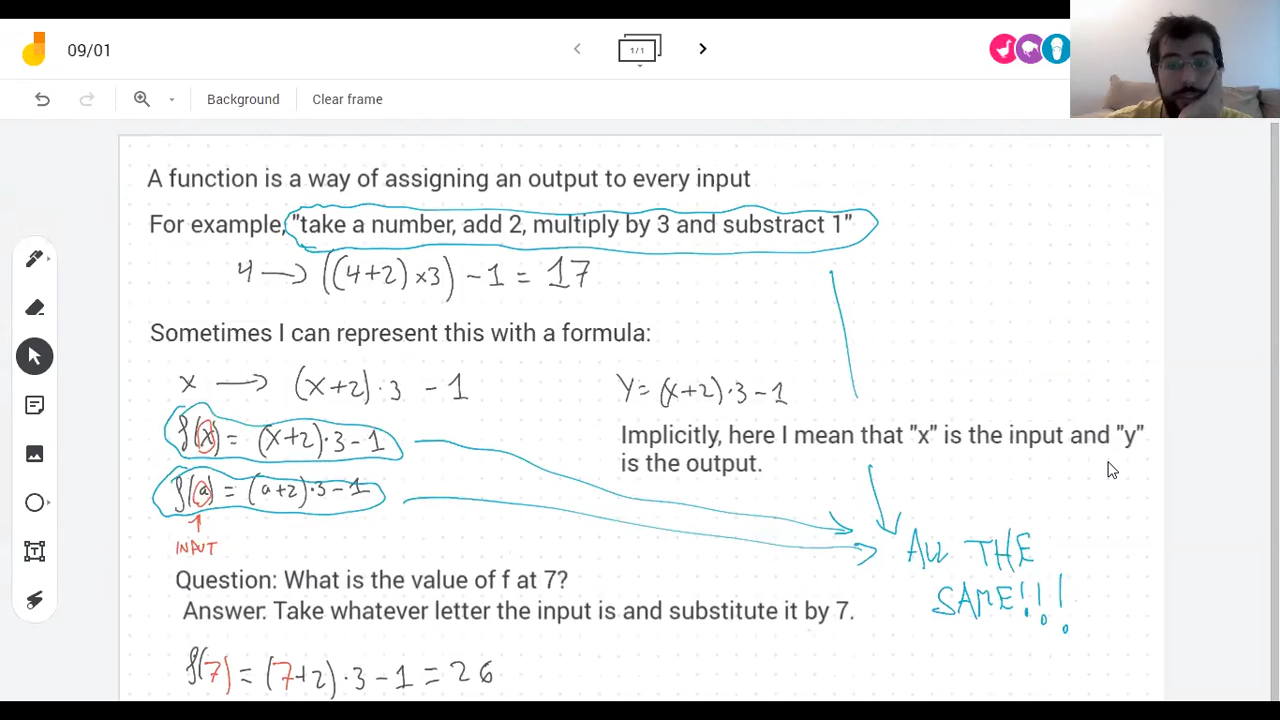 09/01
1/1
Background
Clear frame
A function is a way of assigning an output to every input
For example, "take a number, add 2, multiply by 3 and substract 1"
4 → ((4+2)×3) -1 = 17
Sometimes I can represent this with a formula:
x → (x+2)·3 -1
Y= (x+2)·3-1
f(x) = (x+2)·3-1
Implicitly, here I mean that "x" is the input and "y"
is the output.
f(a) = (a+2)·3-1
INPUT
ALL THE
SAME!!!
Question: What is the value of f at 7?
Answer: Take whatever letter the input is and substitute it by 7.
f(7) = (7+2)·3-1 = 26